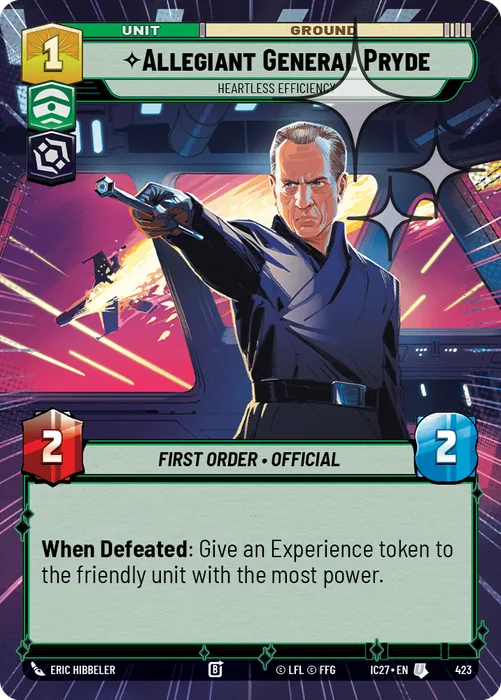 UNIT
GROUND
1
ALLEGIANT GENERAL PRYDE
HEARTLESS EFFICIENCY
2
2
FIRST ORDER • OFFICIAL
When Defeated: Give an Experience token to
the friendly unit with the most power.
ERIC HIBBELER
B
© LFL © FFG
IC27 • EN
423